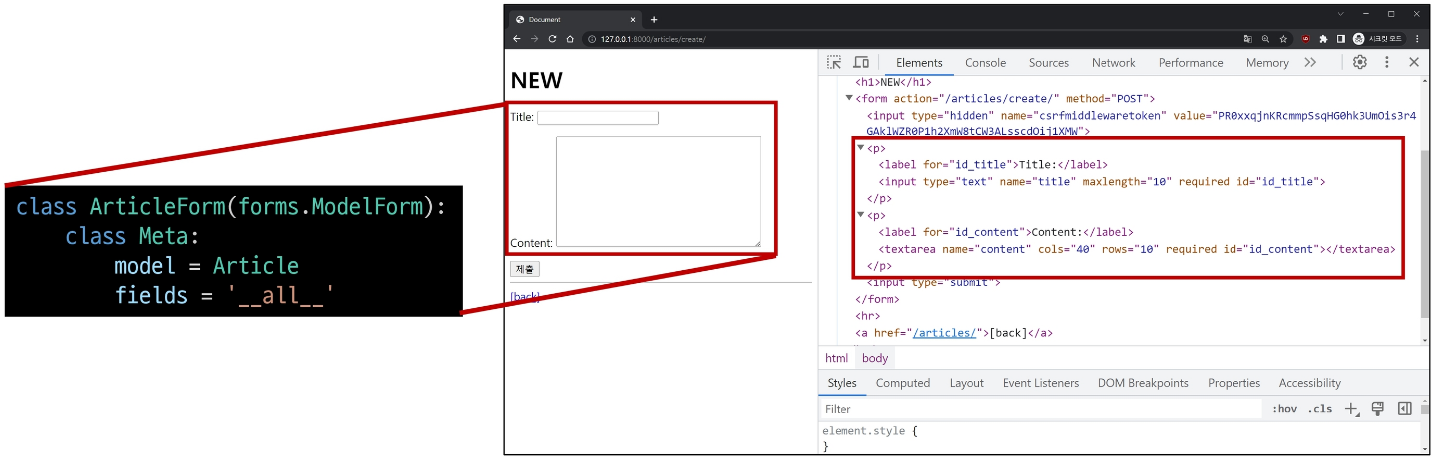 class ArticleForm(forms.ModelForm):
class Meta:
model = Article
fields = '__all__'
Document
127.0.0.1:8000/articles/create/
시크릿 모드
NEW
Title:
Content:
제출
[back]
Elements Console Sources Network Performance Memory
<h1>NEW</h1>
<form action="/articles/create/" method="POST">
<input type="hidden" name="csrfmiddlewaretoken" value="PR0xxqjnKRcmmpSsqHG0hk3UmOis3r4
GAklWZR0P1h2XmW8tCW3ALsscdOij1XMW">
<p>
<label for="id_title">Title:</label>
<input type="text" name="title" maxlength="10" required id="id_title">
</p>
<p>
<label for="id_content">Content:</label>
<textarea name="content" cols="40" rows="10" required id="id_content"></textarea>
</p>
<input type="submit">
</form>
<hr>
<a href="/articles/">[back]</a>
html body
Styles Computed Layout Event Listeners DOM Breakpoints Properties Accessibility
Filter
:hov .cls
element.style {
}